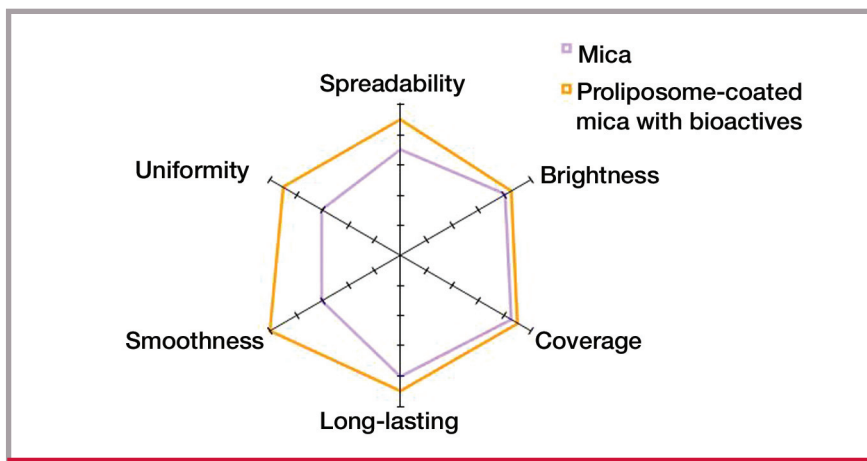 Mica
Proliposome-coated
mica with bioactives
Spreadability
Uniformity
Brightness
Smoothness
Coverage
Long-lasting